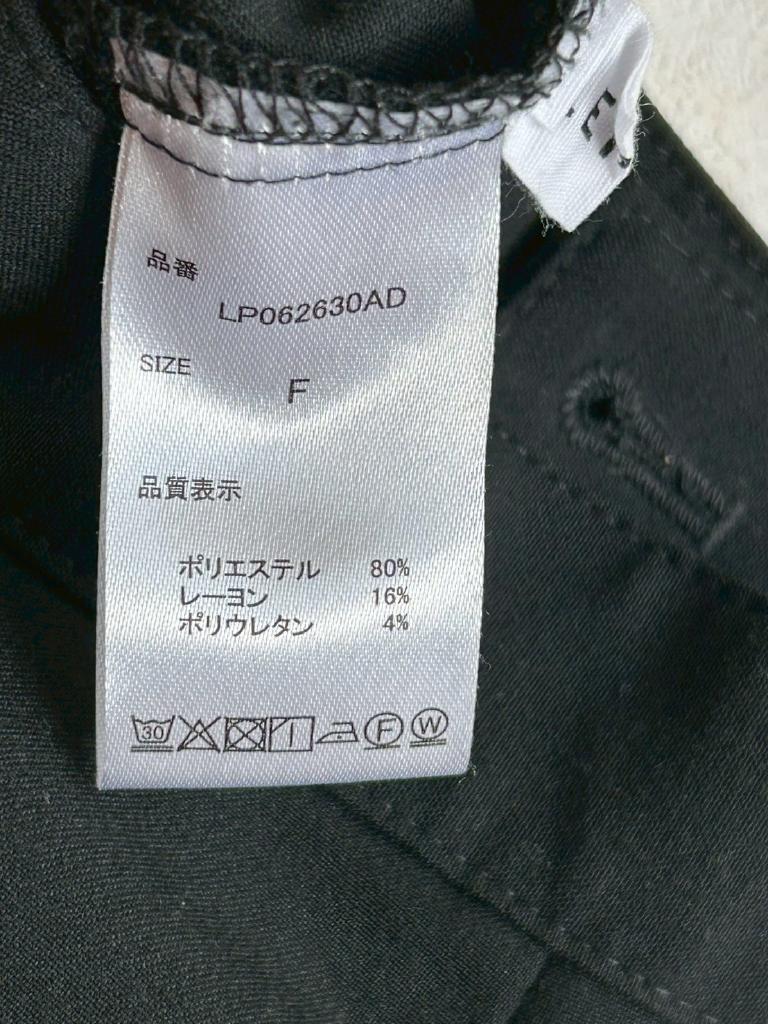 品番
LP062630AD
SIZE
F
品質表示
ポリエステル 80%
レーヨン 16%
ポリウレタン 4%
30 F W